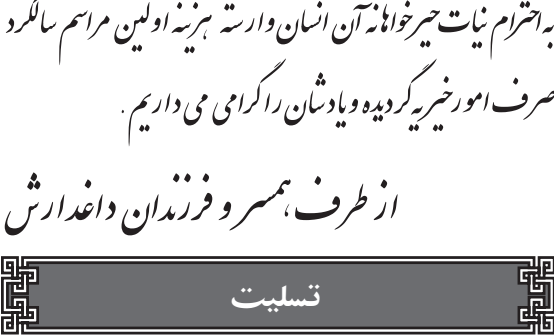 به احترام نیات خیرخواهانه آن انسان وارسته هزینه اولین مراسم سالگرد
صرف امور خیریه گردیده و یادشان را گرامی می داریم.
از طرف، همسر و فرزندان داغدارش
تسلیت